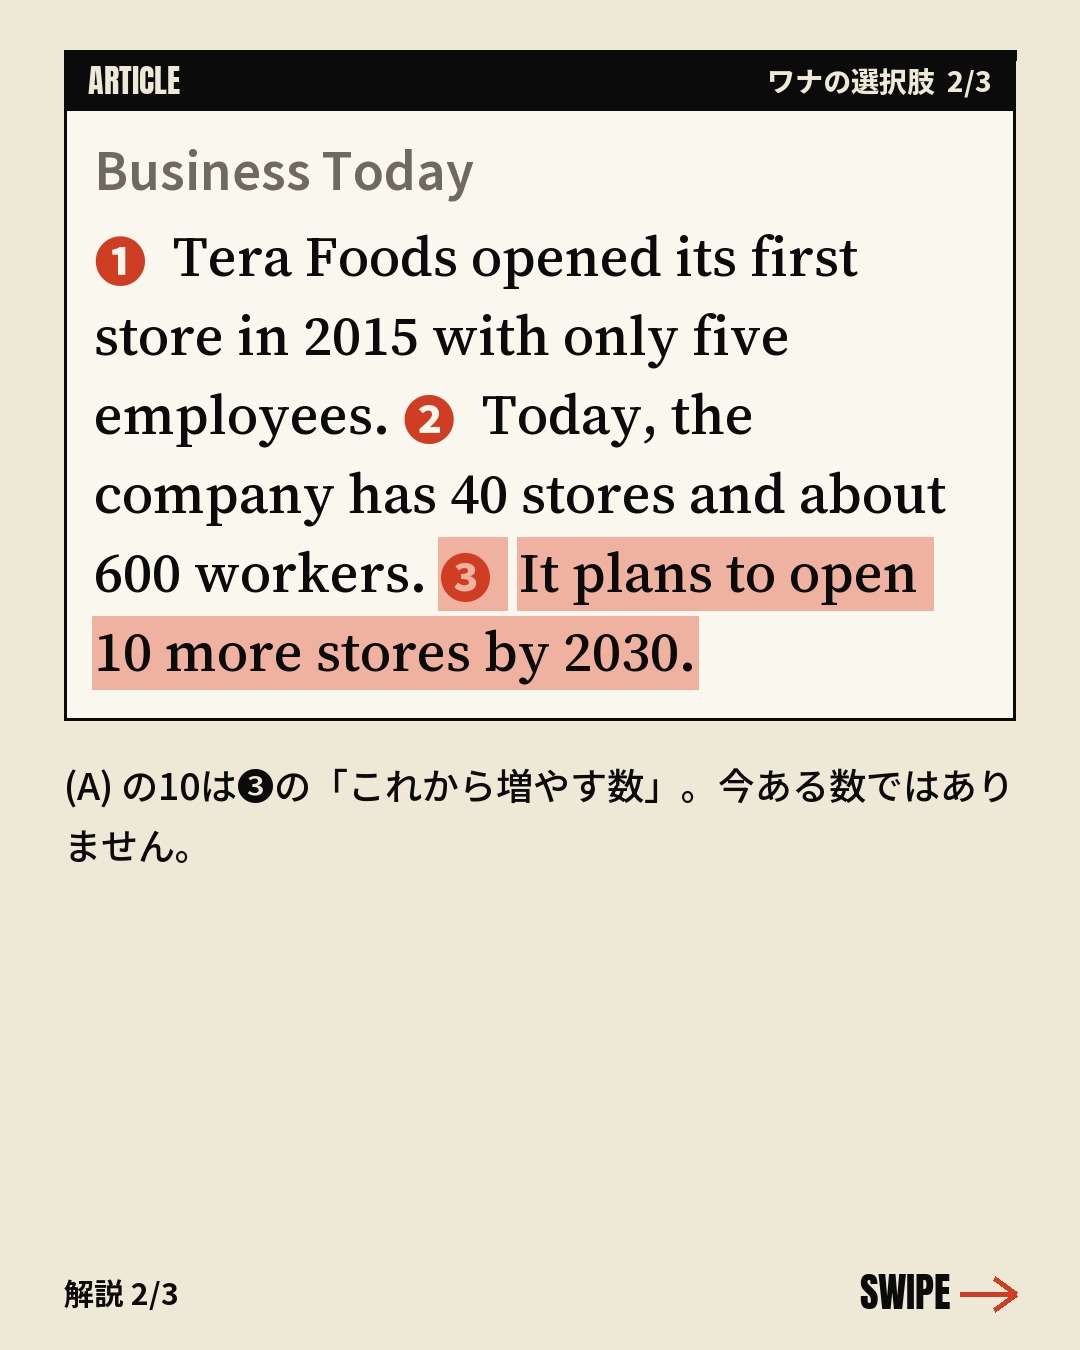 ARTICLE
ワナの選択肢 2/3
Business Today
❶ Tera Foods opened its first
store in 2015 with only five
employees. ❷ Today, the
company has 40 stores and about
600 workers. ❸ It plans to open
10 more stores by 2030.
(A) の10は❸の「これから増やす数」。今ある数ではあり
ません。
解説 2/3
SWIPE →